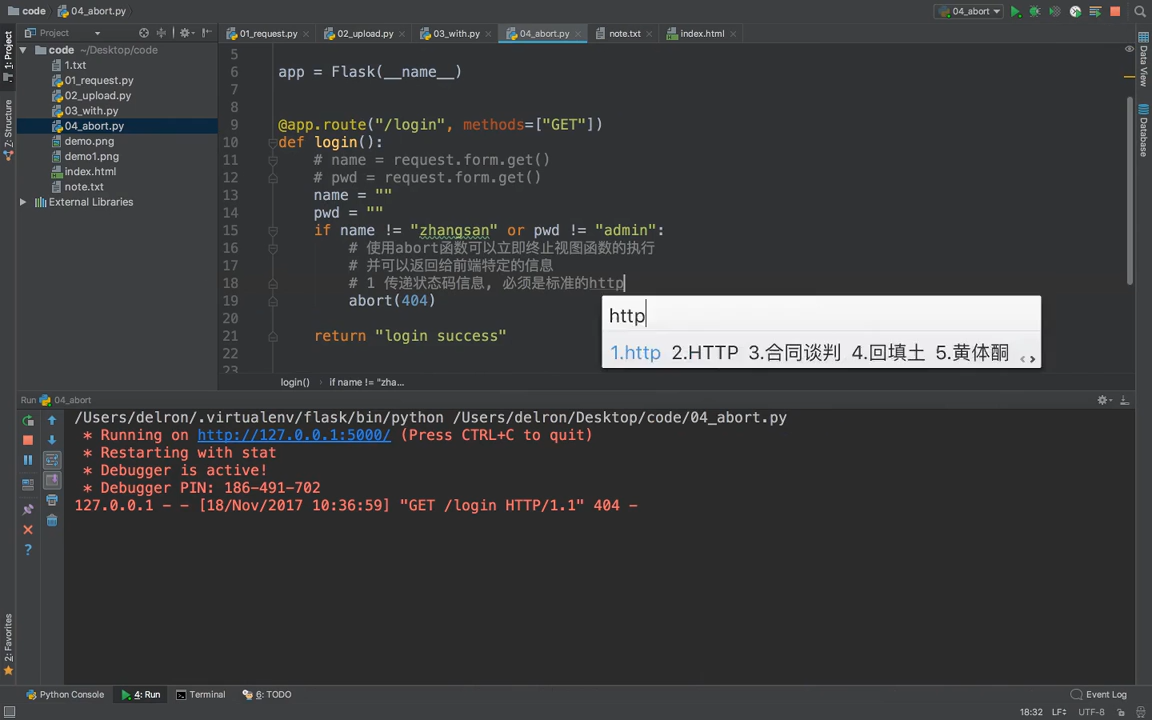 code
04_abort.py
04_abort
Project
01_request.py
02_upload.py
03_with.py
04_abort.py
note.txt
index.html
code ~/Desktop/code
1.txt
01_request.py
02_upload.py
03_with.py
04_abort.py
demo.png
demo1.png
index.html
note.txt
External Libraries
1: Project
Z: Structure
2: Favorites
Data View
Database
5
6 app = Flask(__name__)
7
8
9 @app.route("/login", methods=["GET"])
10 def login():
11 # name = request.form.get()
12 # pwd = request.form.get()
13 name = ""
14 pwd = ""
15 if name != "zhangsan" or pwd != "admin":
16 # 使用abort函数可以立即终止视图函数的执行
17 # 并可以返回给前端特定的信息
18 # 1 传递状态码信息, 必须是标准的http
19 abort(404)
20
21 return "login success"
22
23
http
1.http 2.HTTP 3.合同谈判 4.回填土 5.黄体酮
login() if name != "zha...
Run 04_abort
/Users/delron/.virtualenv/flask/bin/python /Users/delron/Desktop/code/04_abort.py
* Running on http://127.0.0.1:5000/ (Press CTRL+C to quit)
* Restarting with stat
* Debugger is active!
* Debugger PIN: 186-491-702
127.0.0.1 - - [18/Nov/2017 10:36:59] "GET /login HTTP/1.1" 404 -
Python Console
4: Run
Terminal
6: TODO
Event Log
18:32 LF UTF-8